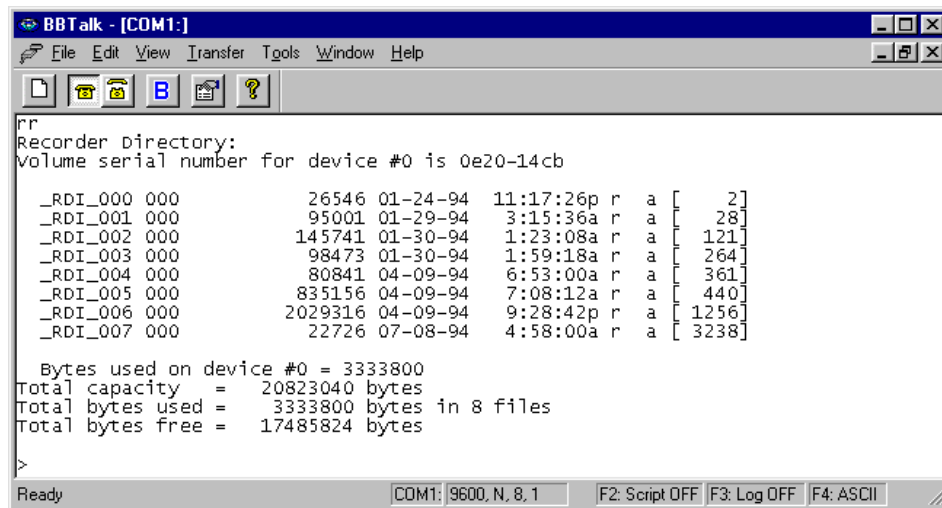 BBTalk - [COM1:]
File Edit View Transfer Tools Window Help
B ?
rr
Recorder Directory:
Volume serial number for device #0 is 0e20-14cb
_RDI_000 000 26546 01-24-94 11:17:26p r a [ 2]
_RDI_001 000 95001 01-29-94 3:15:36a r a [ 28]
_RDI_002 000 145741 01-30-94 1:23:08a r a [ 121]
_RDI_003 000 98473 01-30-94 1:59:18a r a [ 264]
_RDI_004 000 80841 04-09-94 6:53:00a r a [ 361]
_RDI_005 000 835156 04-09-94 7:08:12a r a [ 440]
_RDI_006 000 2029316 04-09-94 9:28:42p r a [ 1256]
_RDI_007 000 22726 07-08-94 4:58:00a r a [ 3238]
Bytes used on device #0 = 3333800
Total capacity = 20823040 bytes
Total bytes used = 3333800 bytes in 8 files
Total bytes free = 17485824 bytes
>
Ready COM1: 9600, N, 8, 1 F2: Script OFF F3: Log OFF F4: ASCII